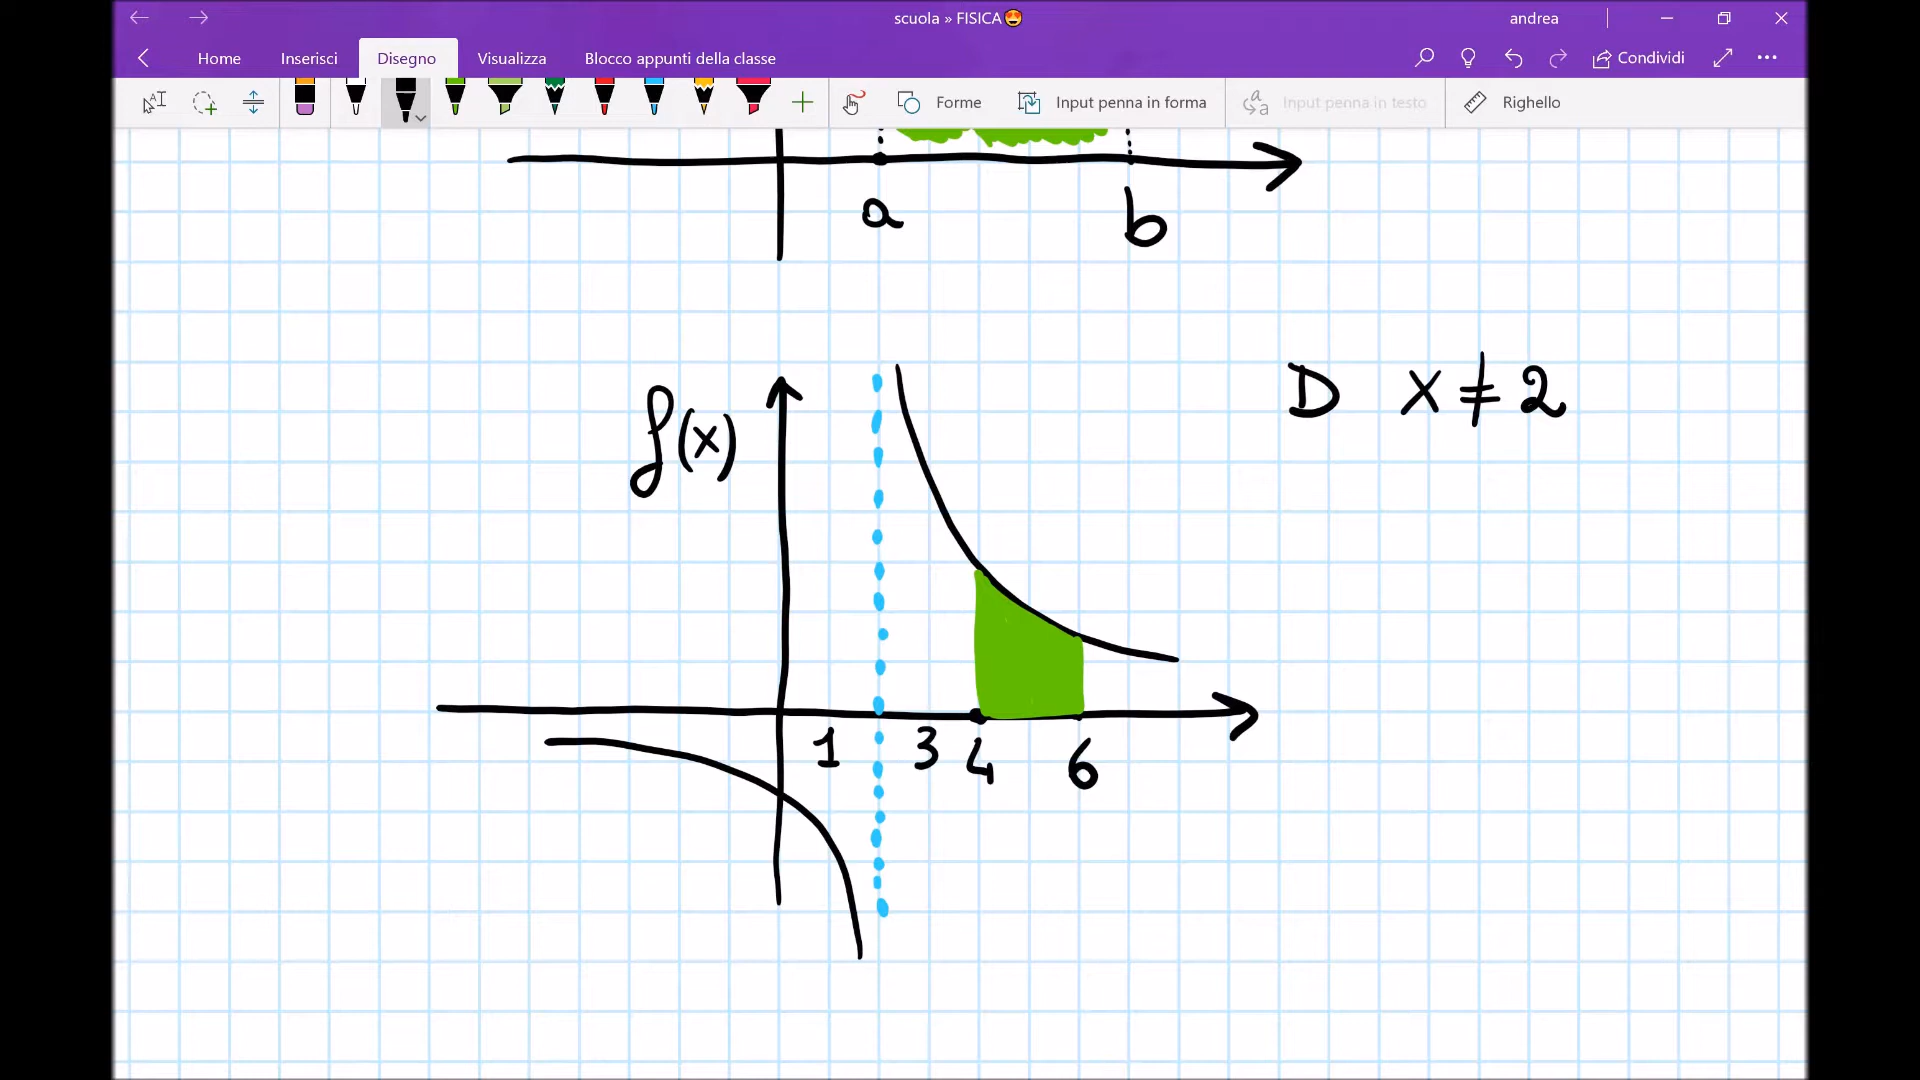 scuola » FISICA😍
andrea
Home Inserisci Disegno Visualizza Blocco appunti della classe
Condividi
Forme Input penna in forma Input penna in testo Righello
a b
f(x)
D x ≠ 2
1 3 4 6